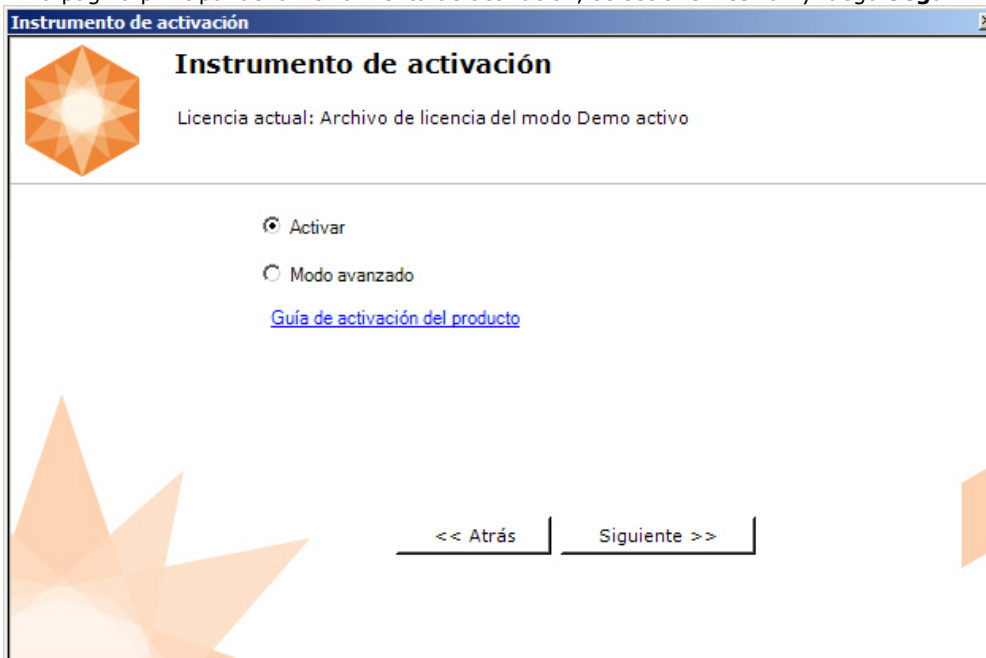 Instrumento de activación
Instrumento de activación
Licencia actual: Archivo de licencia del modo Demo activo
Activar
Modo avanzado
Guía de activación del producto
<< Atrás Siguiente >>